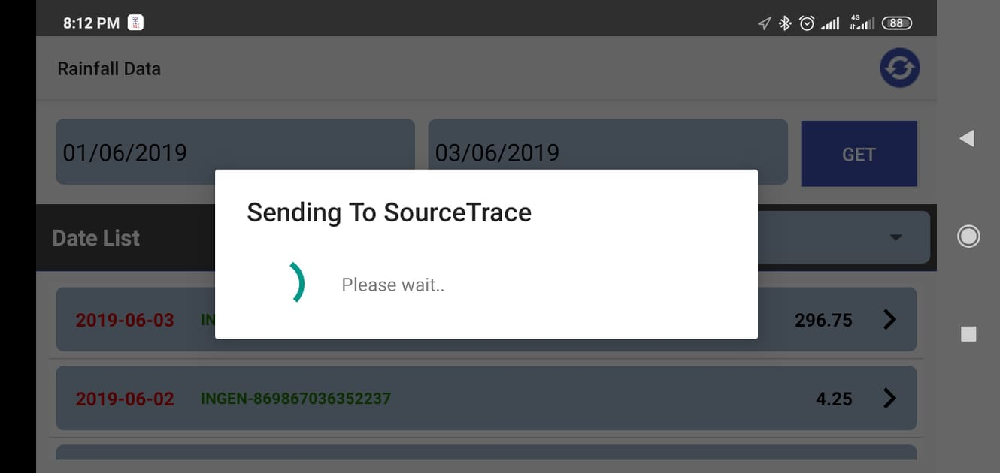 8:12 PM
4G
88
Rainfall Data
01/06/2019
03/06/2019
GET
Sending To SourceTrace
Please wait..
Date List
2019-06-03 IN 296.75
2019-06-02 INGEN-869867036352237 4.25